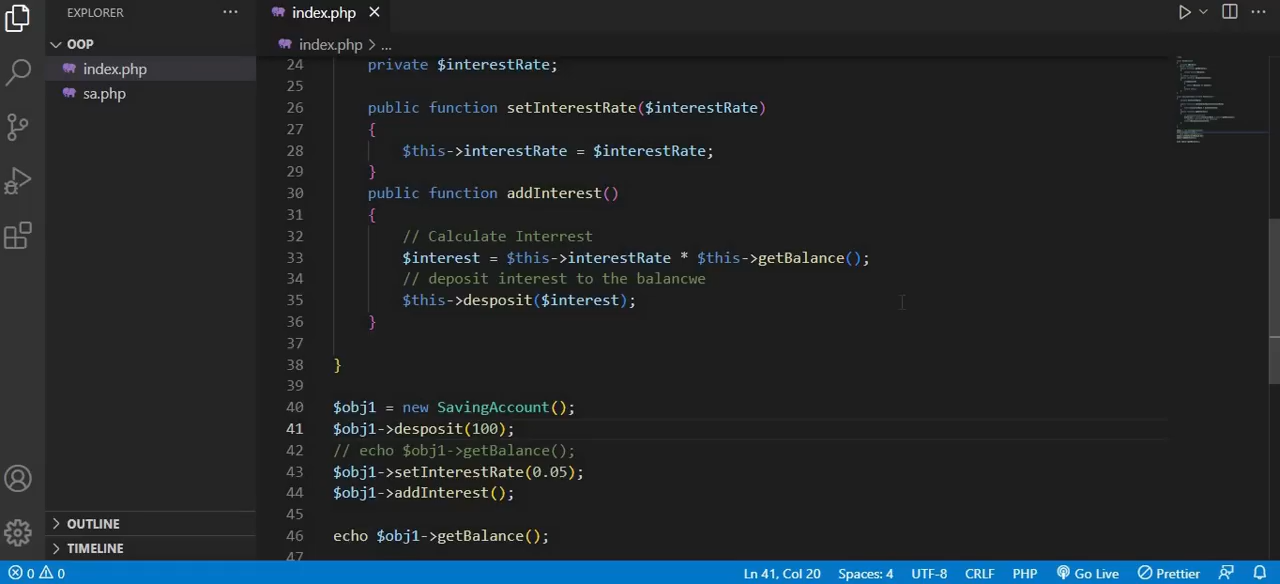 EXPLORER ...
index.php
OOP
index.php > ...
index.php
sa.php
24 private $interestRate;
25
26 public function setInterestRate($interestRate)
27 {
28 $this->interestRate = $interestRate;
29 }
30 public function addInterest()
31 {
32 // Calculate Interrest
33 $interest = $this->interestRate * $this->getBalance();
34 // deposit interest to the balancwe
35 $this->desposit($interest);
36 }
37
38 }
39
40 $obj1 = new SavingAccount();
41 $obj1->desposit(100);
42 // echo $obj1->getBalance();
43 $obj1->setInterestRate(0.05);
44 $obj1->addInterest();
45
46 echo $obj1->getBalance();
47
OUTLINE
TIMELINE
0 0 Ln 41, Col 20 Spaces: 4 UTF-8 CRLF PHP Go Live Prettier